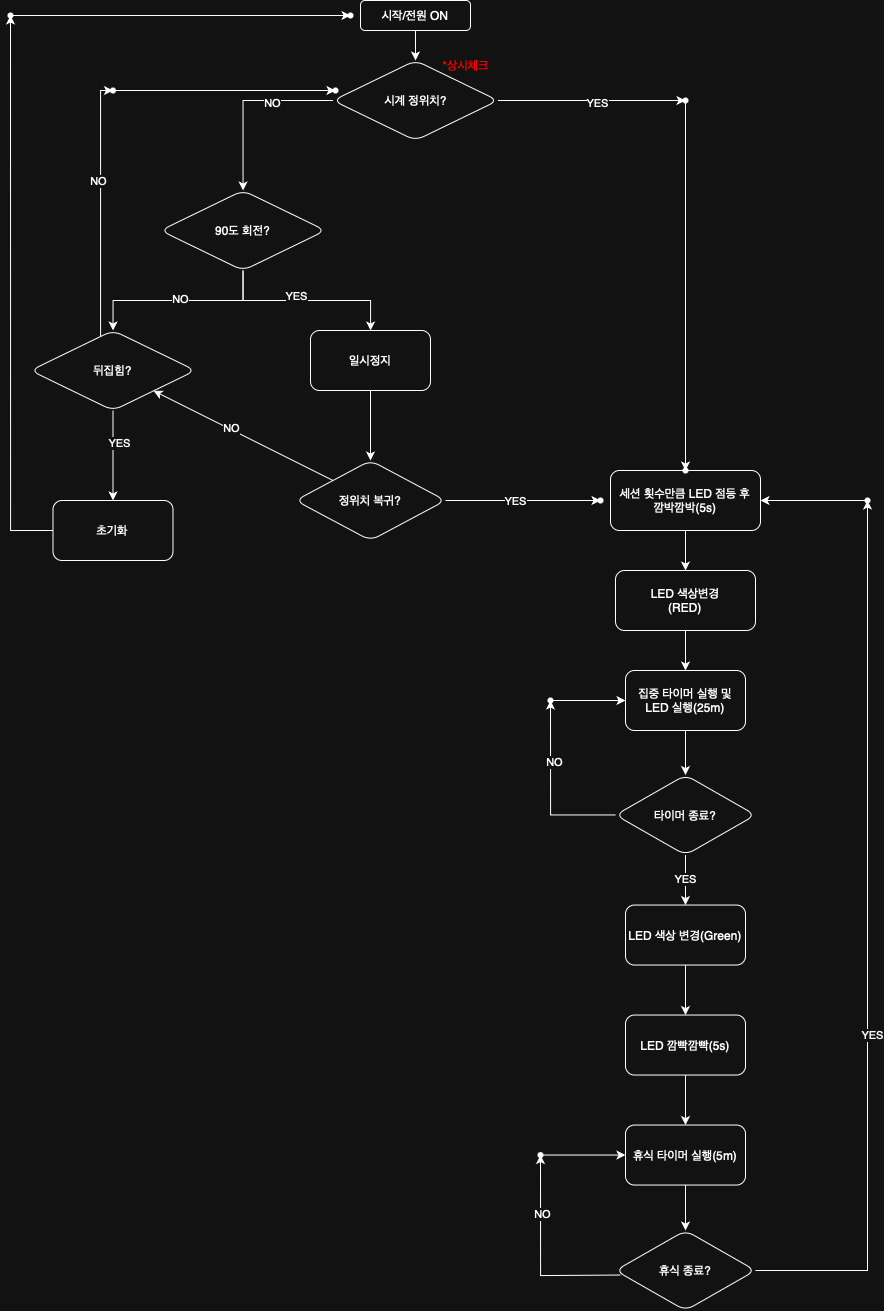 시작/전원 ON
*상시체크
시계 정위치?
NO
YES
NO
90도 회전?
NO
YES
뒤집힘?
일시정지
NO
YES
정위치 복귀?
YES
초기화
세션 횟수만큼 LED 점등 후
깜박깜박(5s)
LED 색상변경
(RED)
집중 타이머 실행 및
LED 실행(25m)
NO
타이머 종료?
YES
LED 색상 변경(Green)
LED 깜빡깜빡(5s)
YES
휴식 타이머 실행(5m)
NO
휴식 종료?